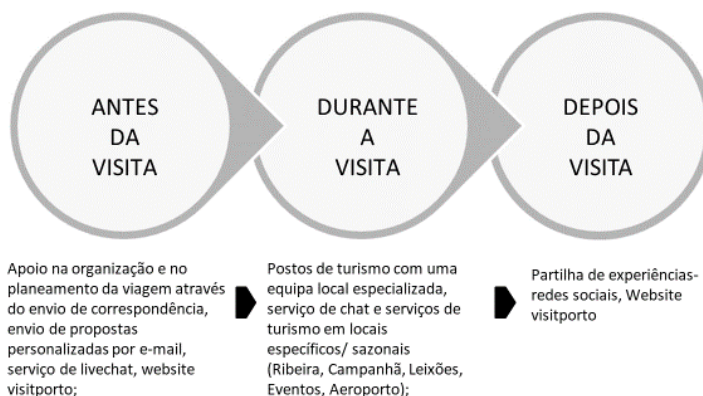 ANTES
DA
VISITA
DURANTE
A
VISITA
DEPOIS
DA
VISITA
Apoio na organização e no
planeamento da viagem através
do envio de correspondência,
envio de propostas
personalizadas por e-mail,
serviço de livechat, website
visitporto;
Postos de turismo com uma
equipa local especializada,
serviço de chat e serviços de
turismo em locais
específicos/ sazonais
(Ribeira, Campanhã, Leixões,
Eventos, Aeroporto);
Partilha de experiências-
redes sociais, Website
visitporto